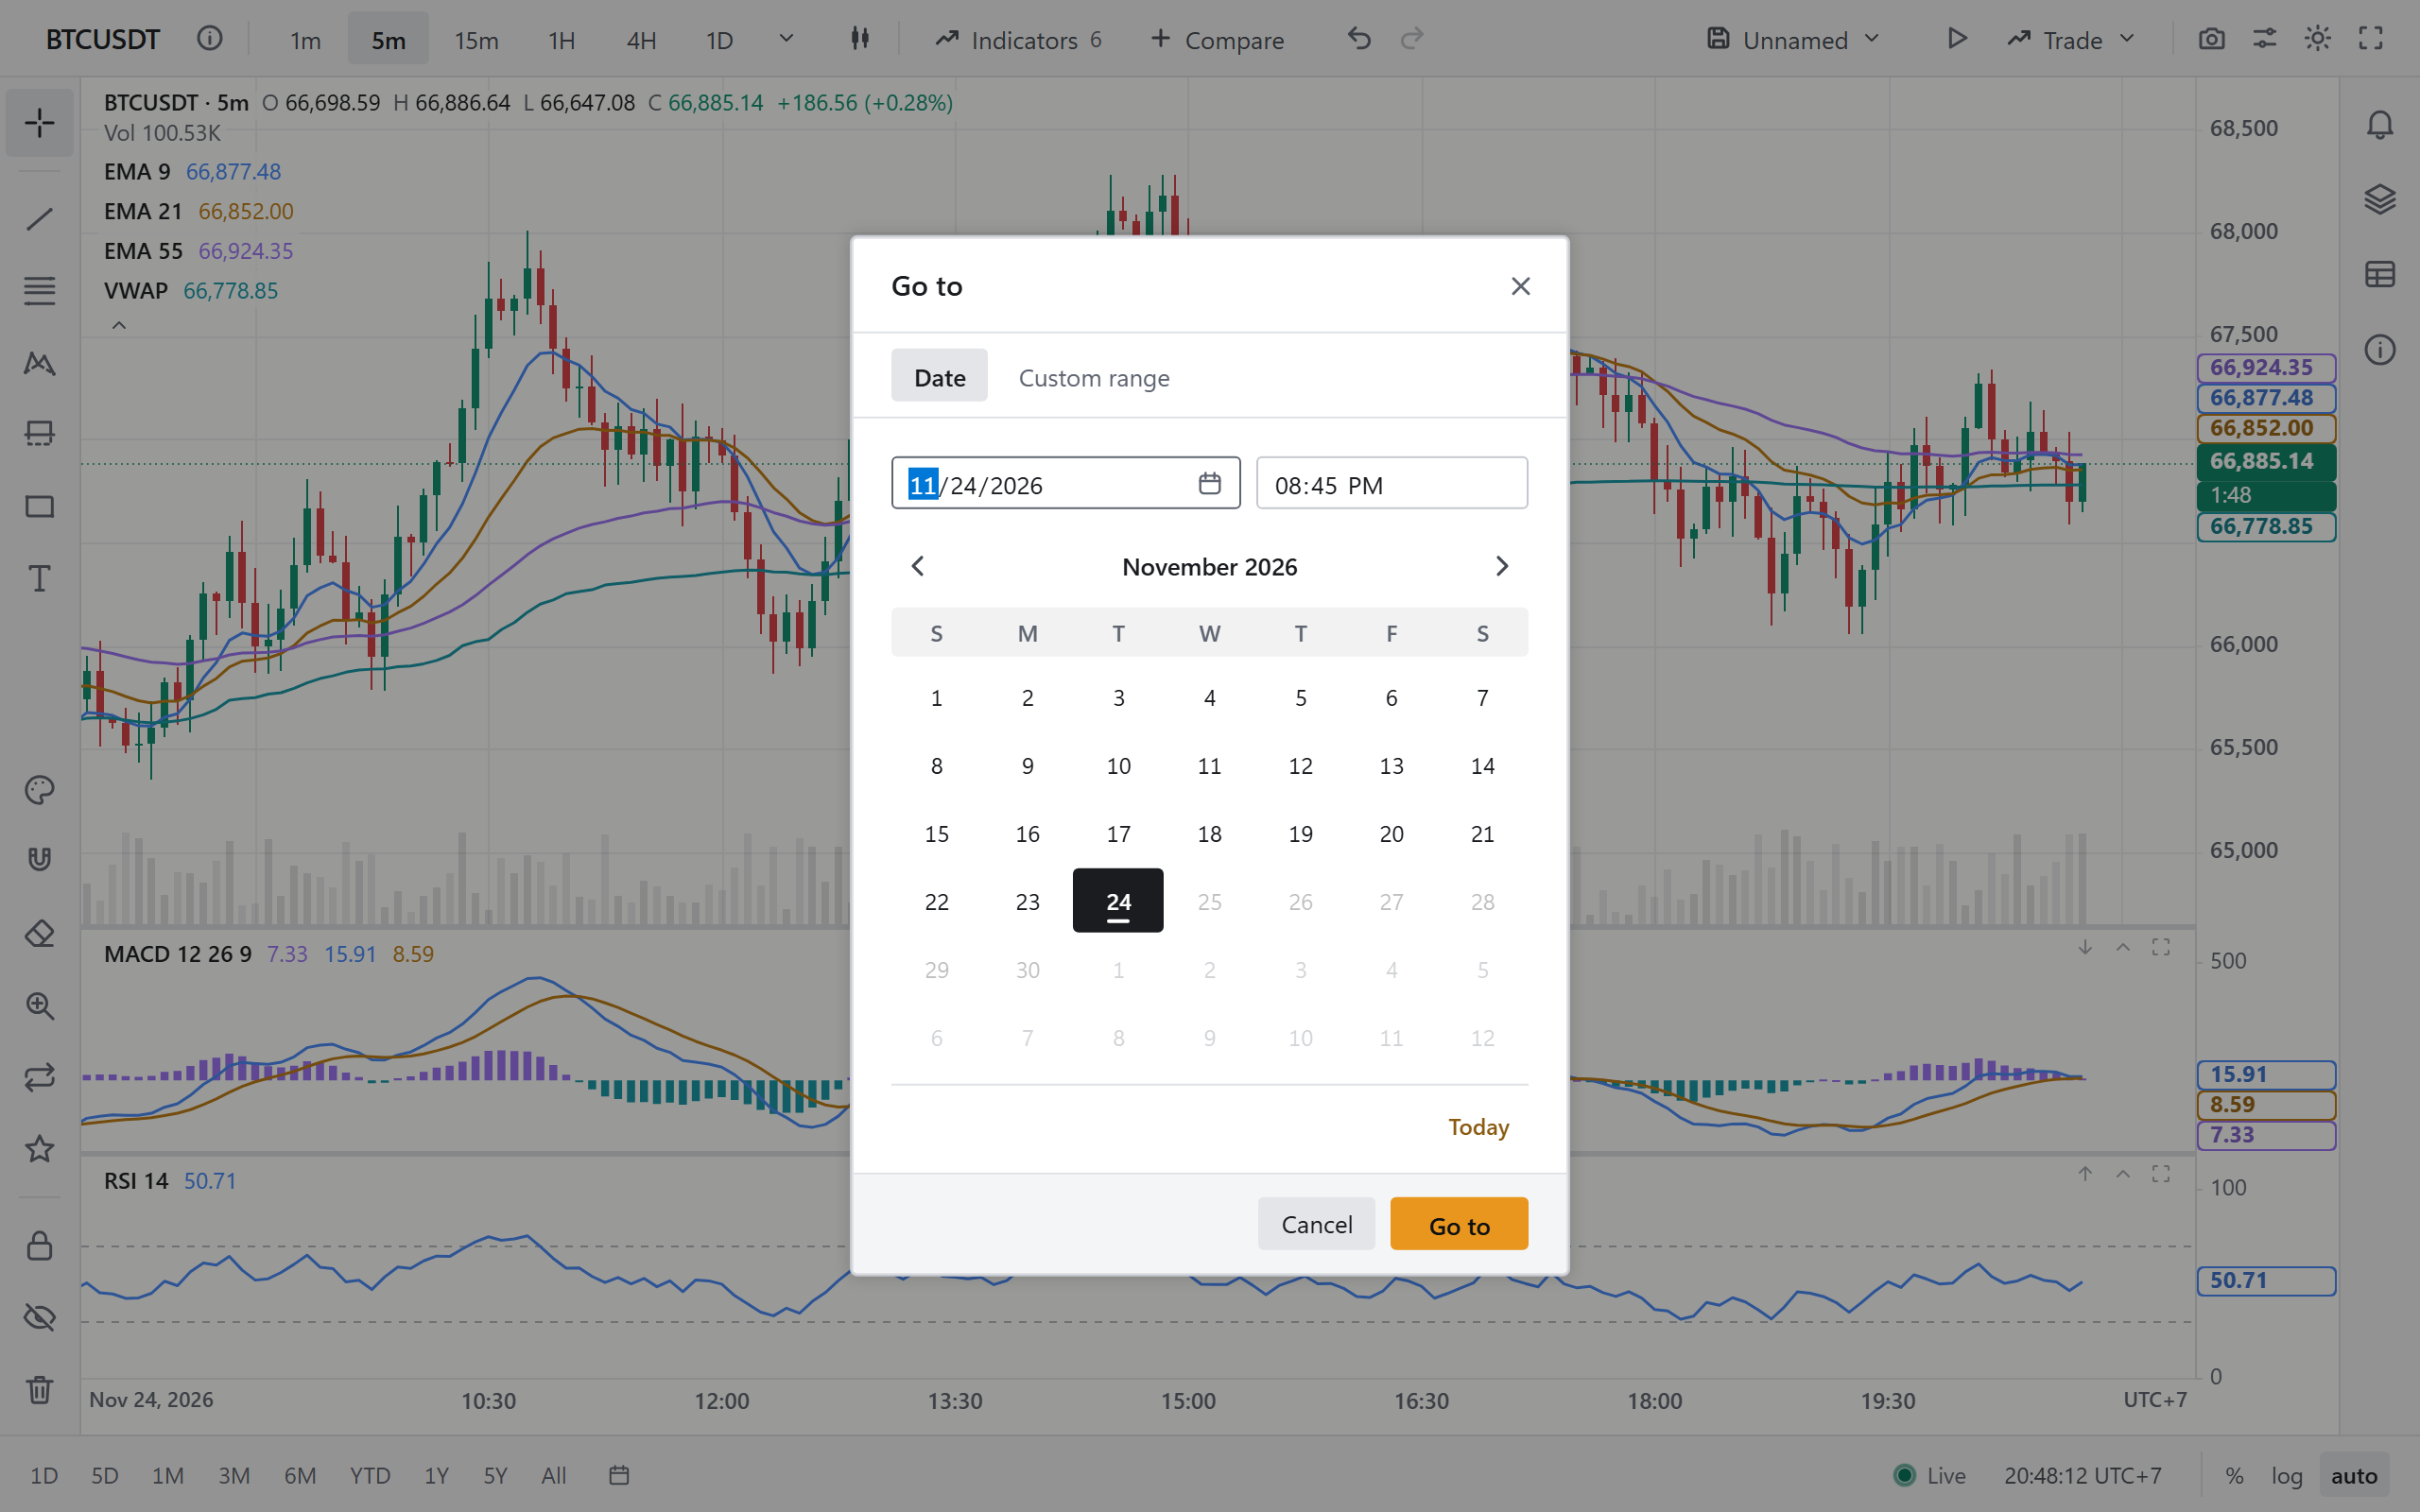 BTCUSDT 1m 5m 15m 1H 4H 1D Indicators 6 Compare Unnamed Trade
BTCUSDT · 5m O 66,698.59 H 66,886.64 L 66,647.08 C 66,885.14 +186.56 (+0.28%)
Vol 100.53K
EMA 9 66,877.48
EMA 21 66,852.00
EMA 55 66,924.35
VWAP 66,778.85
68,500
68,000
67,500
66,924.35
66,877.48
66,852.00
66,885.14
1:48
66,778.85
66,000
65,500
65,000
Go to
Date Custom range
11/24/2026 08:45 PM
November 2026
S M T W T F S
1 2 3 4 5 6 7
8 9 10 11 12 13 14
15 16 17 18 19 20 21
22 23 24 25 26 27 28
29 30 1 2 3 4 5
6 7 8 9 10 11 12
Today
Cancel Go to
MACD 12 26 9 7.33 15.91 8.59
500
15.91
8.59
7.33
RSI 14 50.71
100
50.71
0
Nov 24, 2026 10:30 12:00 13:30 15:00 16:30 18:00 19:30 UTC+7
1D 5D 1M 3M 6M YTD 1Y 5Y All Live 20:48:12 UTC+7 % log auto